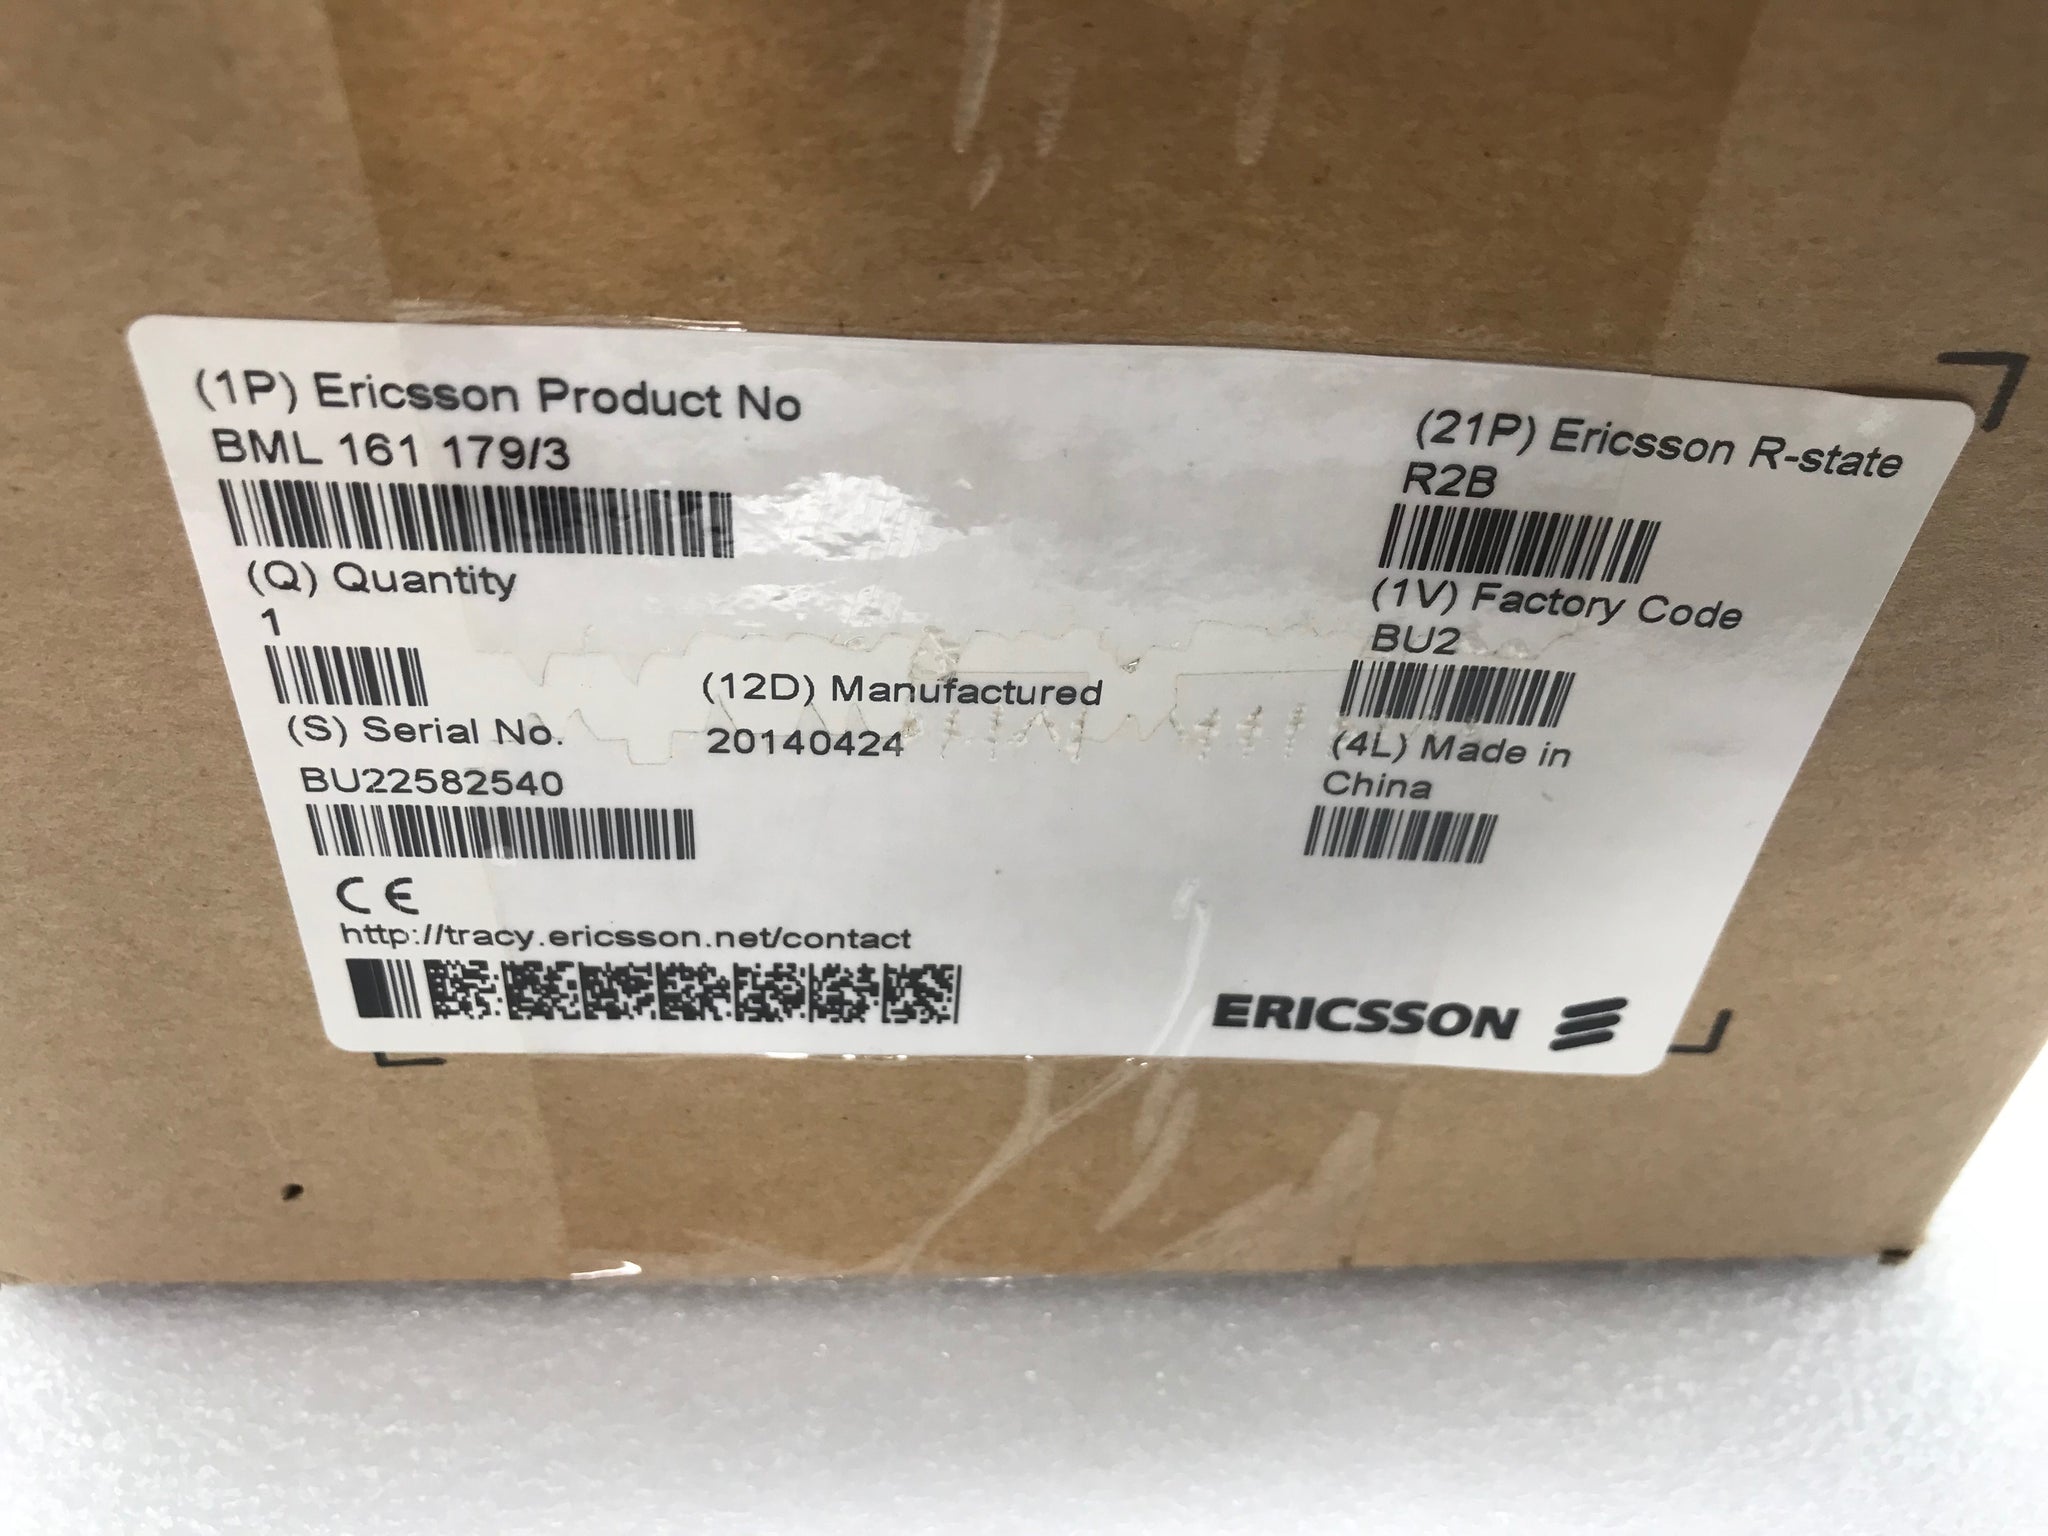 (1P) Ericsson Product No
BML 161 179/3
(Q) Quantity
1
(S) Serial No.
BU22582540
(12D) Manufactured
20140424
(21P) Ericsson R-state
R2B
(1V) Factory Code
BU2
(4L) Made in
China
CE
http://tracy.ericsson.net/contact
ERICSSON